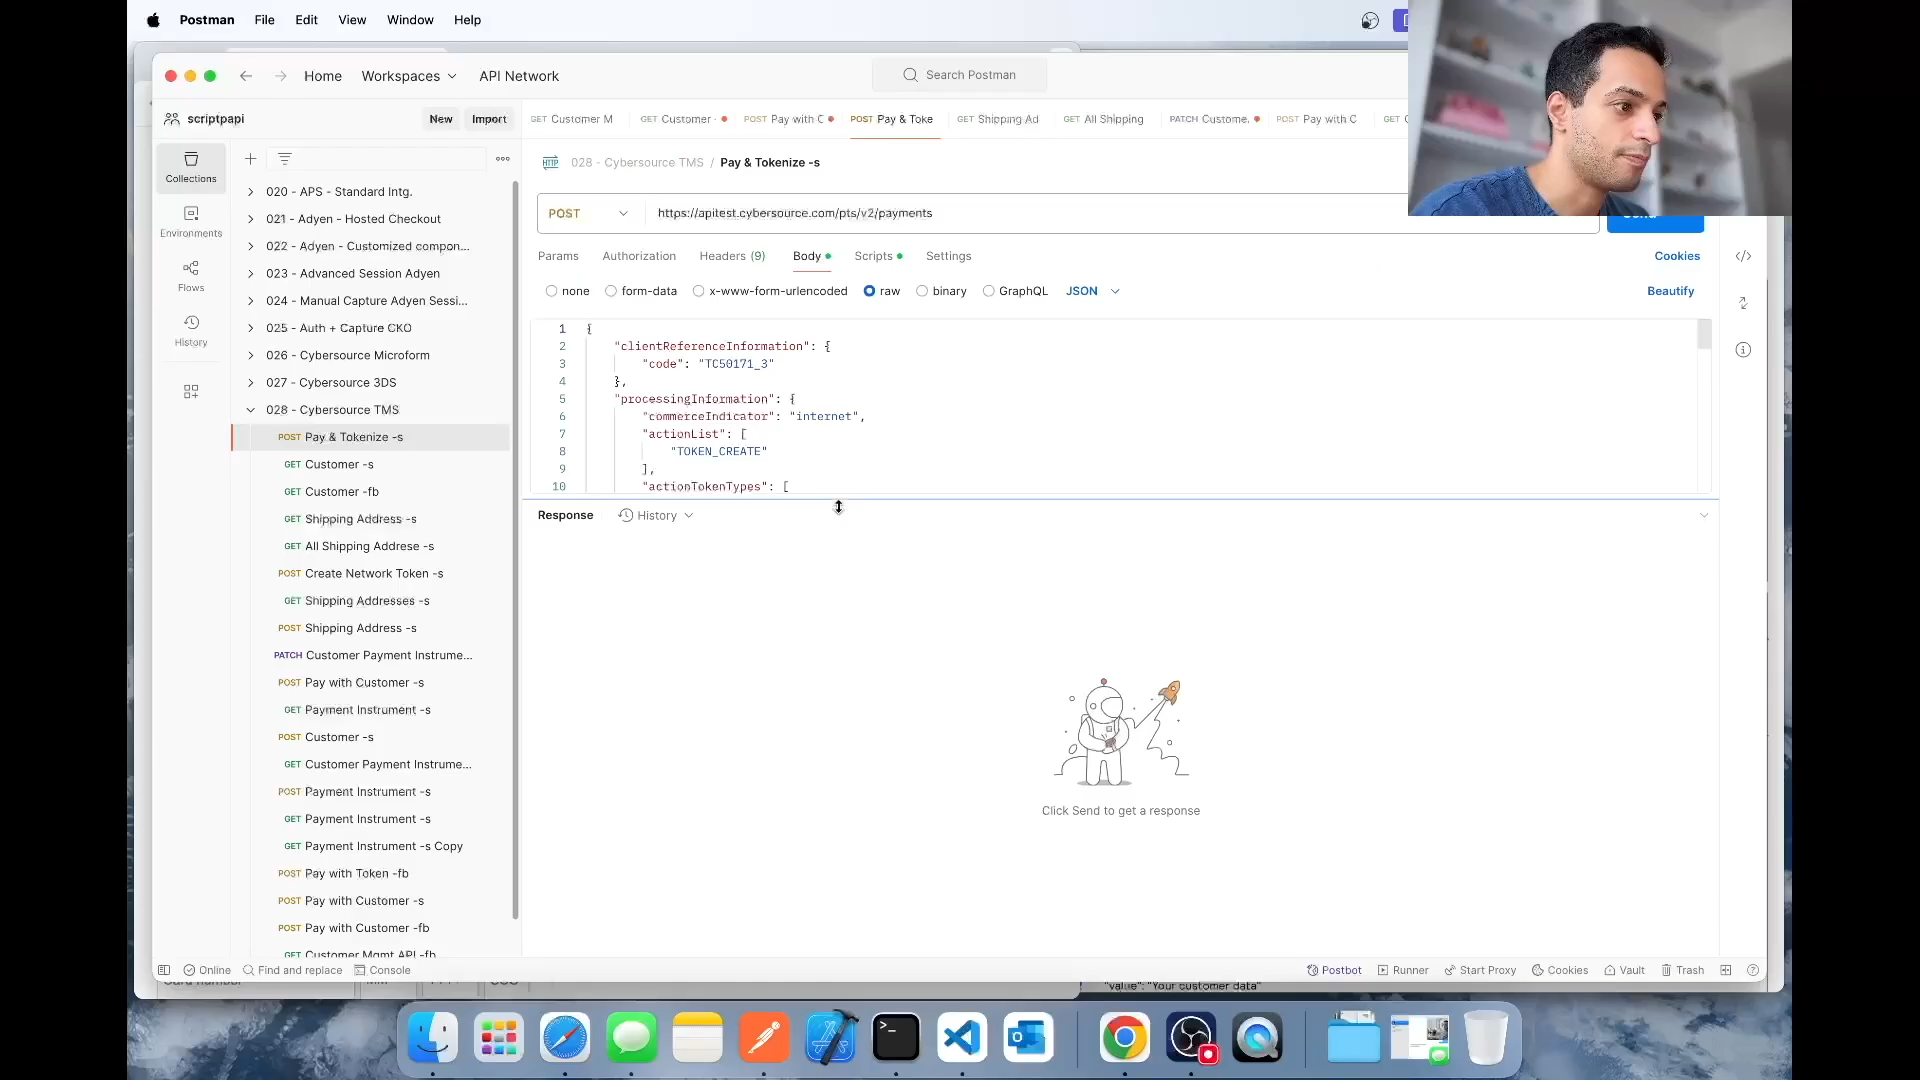 Postman File Edit View Window Help
Home Workspaces API Network
Search Postman
scriptpapi
New Import
GET Customer M
GET Customer
POST Pay with C
POST Pay & Toke
GET Shipping Ad
GET All Shipping
PATCH Custome.
POST Pay with C
GET
Collections
Environments
Flows
History
020 - APS - Standard Intg.
021 - Adyen - Hosted Checkout
022 - Adyen - Customized compon...
023 - Advanced Session Adyen
024 - Manual Capture Adyen Sessi...
025 - Auth + Capture CKO
026 - Cybersource Microform
027 - Cybersource 3DS
028 - Cybersource TMS
POST Pay & Tokenize -s
GET Customer -s
GET Customer -fb
GET Shipping Address -s
GET All Shipping Addrese -s
POST Create Network Token -s
GET Shipping Addresses -s
POST Shipping Address -s
PATCH Customer Payment Instrume...
POST Pay with Customer -s
GET Payment Instrument -s
POST Customer -s
GET Customer Payment Instrume...
POST Payment Instrument -s
GET Payment Instrument -s
GET Payment Instrument -s Copy
POST Pay with Token -fb
POST Pay with Customer -s
POST Pay with Customer -fb
GET Customer Mgmt API -fb
HTTP 028 - Cybersource TMS / Pay & Tokenize -s
POST https://apitest.cybersource.com/pts/v2/payments
Params Authorization Headers (9) Body Scripts Settings
Cookies
none form-data x-www-form-urlencoded raw binary GraphQL JSON
Beautify
1 {
2 "clientReferenceInformation": {
3 "code": "TC50171_3"
4 },
5 "processingInformation": {
6 "commerceIndicator": "internet",
7 "actionList": [
8 "TOKEN_CREATE"
9 ],
10 "actionTokenTypes": [
Response History
Click Send to get a response
Online Find and replace Console
Postbot Runner Start Proxy Cookies Vault Trash
"value": "Your customer data"